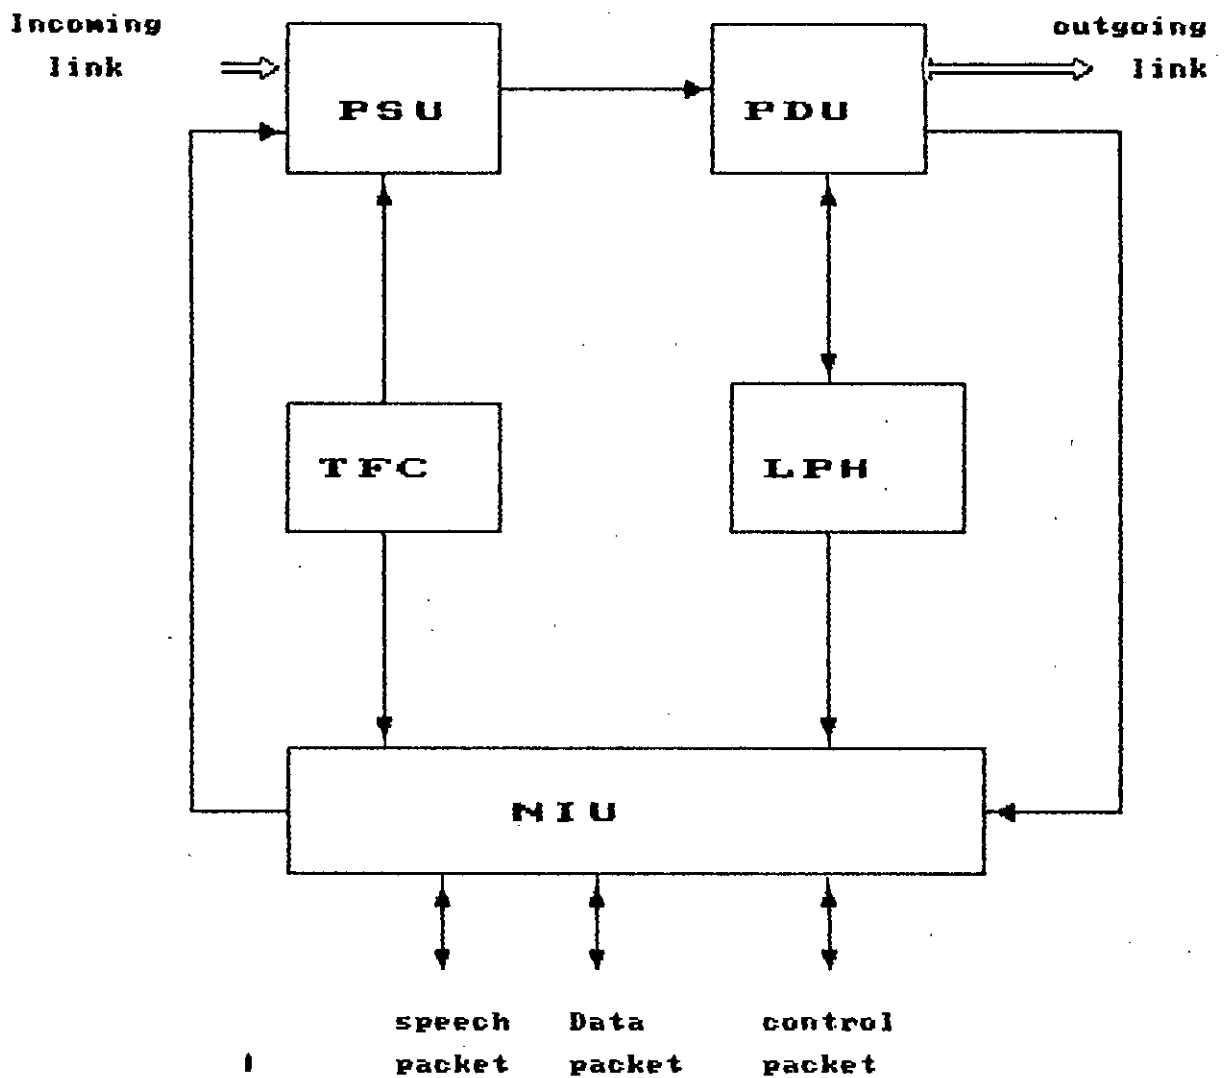 Incoming outgoing
link link
PSU PDU
TFC LPH
NIU
speech Data control
packet packet packet